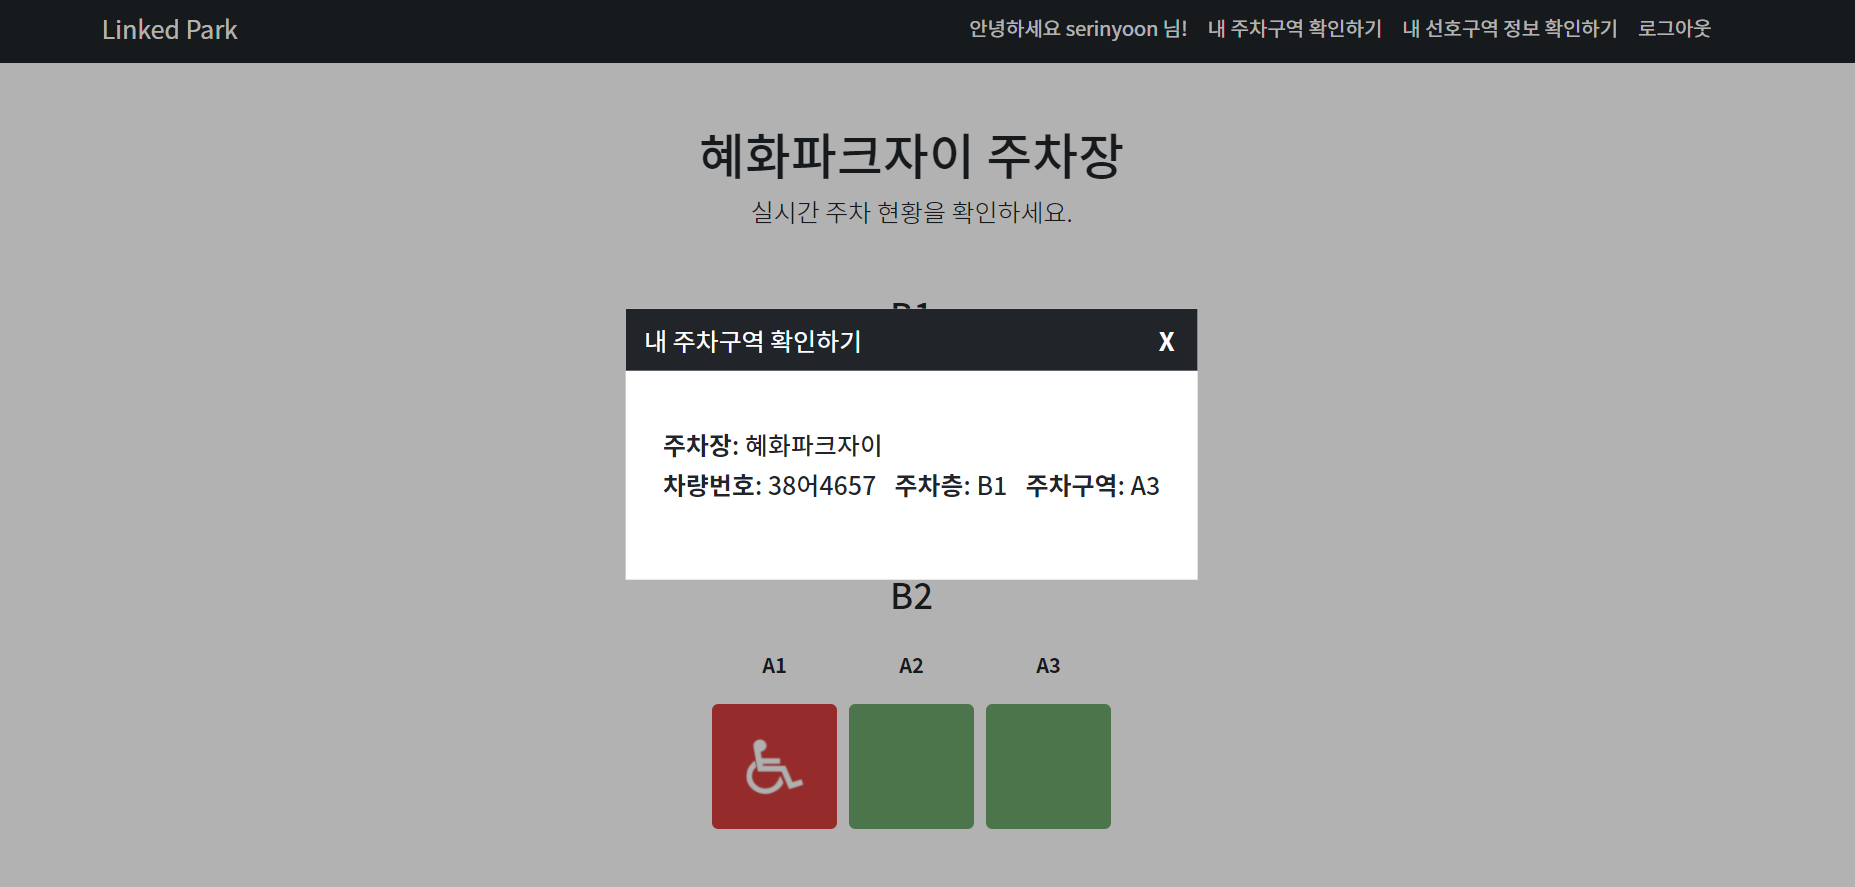 Linked Park
안녕하세요 serinyoon 님! 내 주차구역 확인하기 내 선호구역 정보 확인하기 로그아웃
혜화파크자이 주차장
실시간 주차 현황을 확인하세요.
B1
내 주차구역 확인하기 X
주차장: 혜화파크자이
차량번호: 38어4657 주차층: B1 주차구역: A3
B2
A1 A2 A3